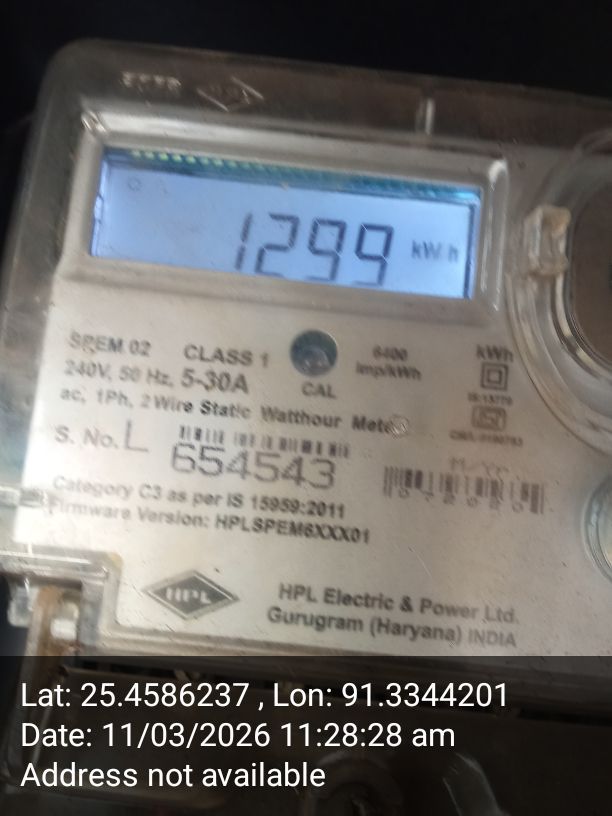 1299 kWh
SPEM 02 CLASS 1 6400 kWh
240V, 50 Hz, 5-30A CAL imp/kWh
ac, 1Ph, 2 Wire Static Watthour Meter
S. No. L 654543
Category C3 as per IS 15959:2011
Firmware Version: HPLSPEM6XXX01
HPL HPL Electric & Power Ltd.
Gurugram (Haryana) INDIA
Lat: 25.4586237 , Lon: 91.3344201
Date: 11/03/2026 11:28:28 am
Address not available